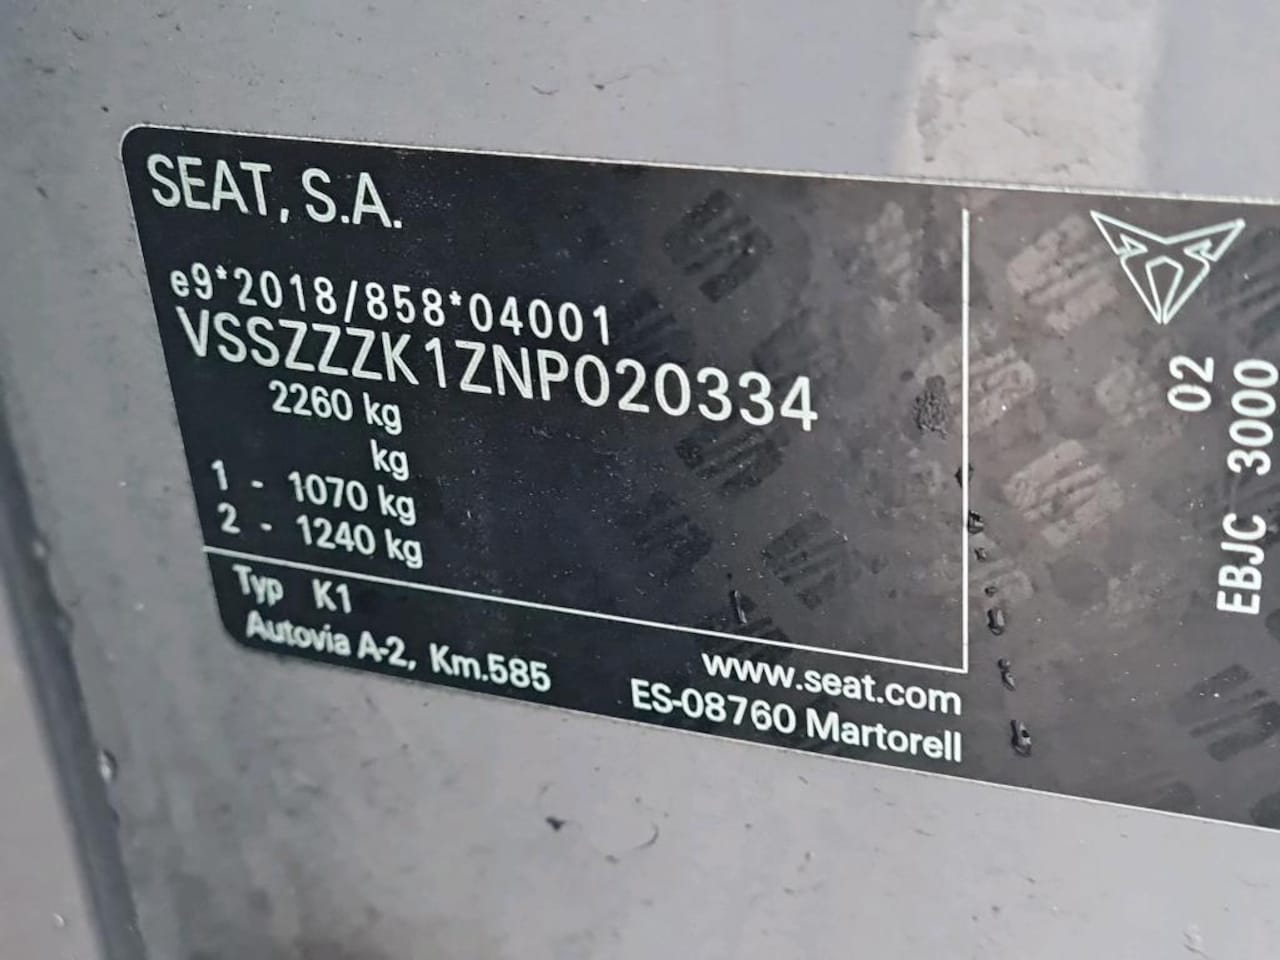 SEAT, S.A.
e9*2018/858*04001
VSSZZZK1ZNP020334
2260 kg
kg
1 - 1070 kg
2 - 1240 kg
Typ K1
Autovia A-2, Km.585
www.seat.com
ES-08760 Martorell
02
EBJC 3000